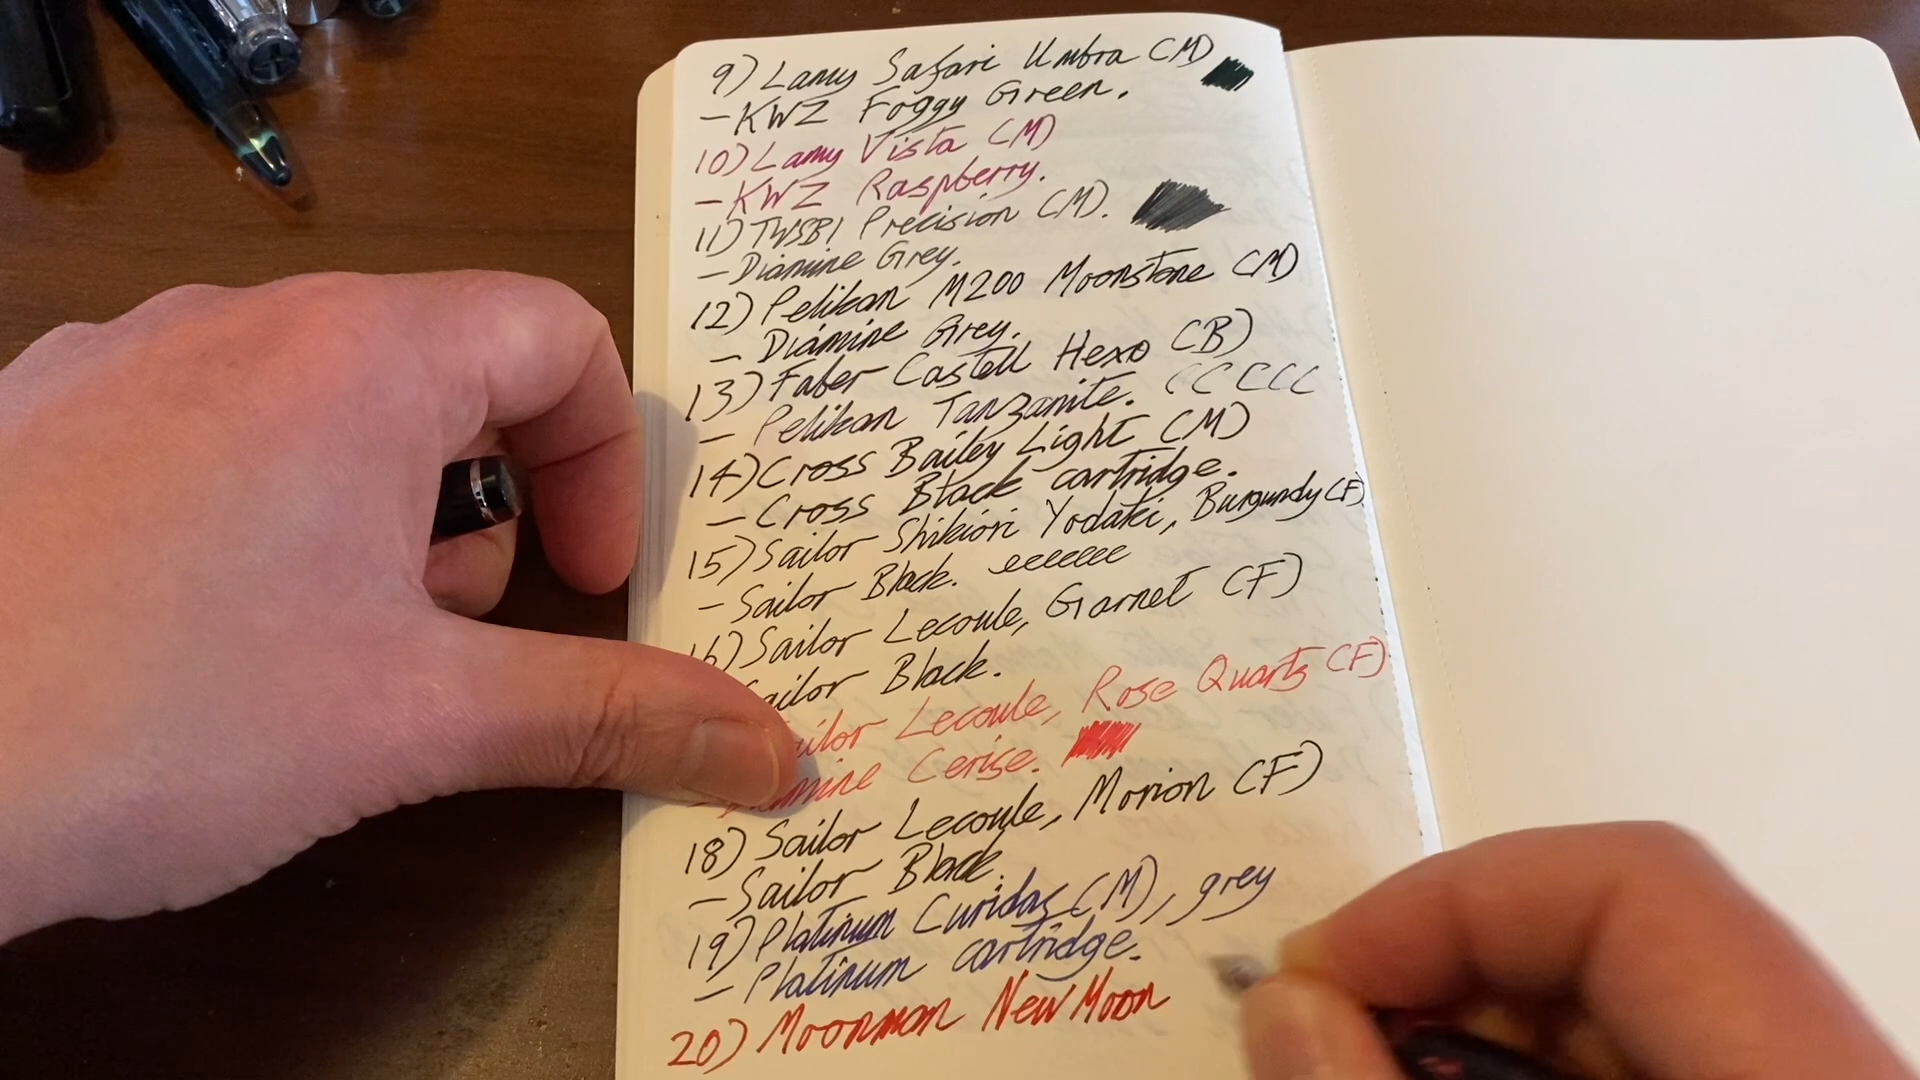 9) Lamy Safari Umbra (M)
- KWZ Foggy Green.
10) Lamy Vista (M)
- KWZ Raspberry.
11) TWSBI Precision (M).
- Diamine Grey.
12) Pelikan M200 Moonstone (M)
- Diamine Grey.
13) Faber Castell Hexo (B)
- Pelikan Tanzanite. CCCCCC
14) Cross Bailey Light (M)
- Cross Black cartridge.
15) Sailor Shikiori Yodaki, Burgundy (F).
- Sailor Black. eeeeeee
16) Sailor Lecoule, Garnet (F)
Sailor Black.
Sailor Lecoule, Rose Quartz (F)
- Diamine Cerise.
18) Sailor Lecoule, Morion (F)
- Sailor Black.
19) Platinum Curidas (M), grey
- Platinum cartridge.
20) Moonman New Moon